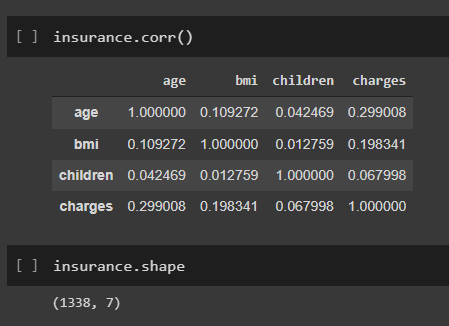 [ ] insurance.corr()
age bmi children charges
age 1.000000 0.109272 0.042469 0.299008
bmi 0.109272 1.000000 0.012759 0.198341
children 0.042469 0.012759 1.000000 0.067998
charges 0.299008 0.198341 0.067998 1.000000
[ ] insurance.shape
(1338, 7)